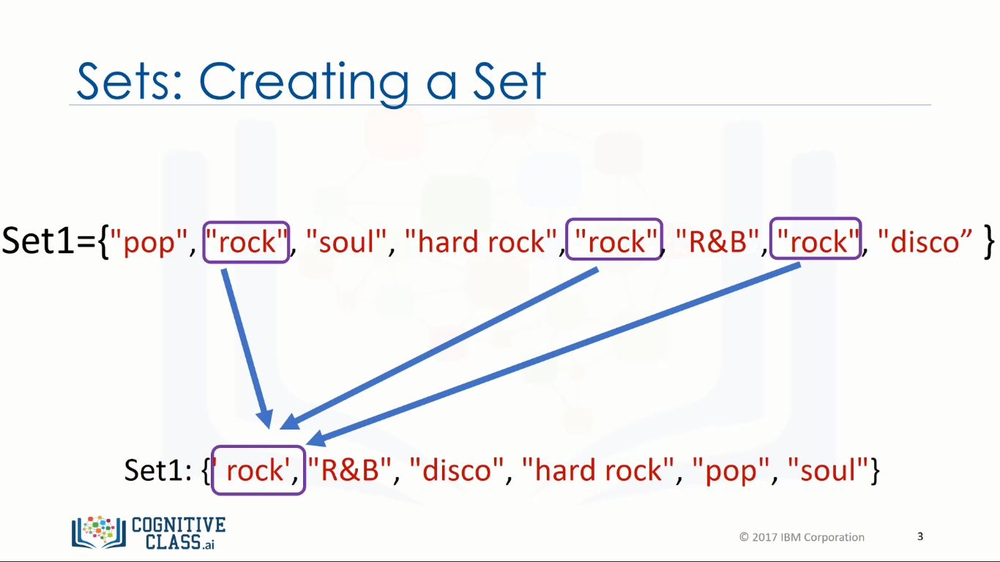 Sets: Creating a Set
Set1={"pop", "rock", "soul", "hard rock", "rock", "R&B", "rock", "disco” }
Set1: {' rock', "R&B", "disco", "hard rock", "pop", "soul"}
COGNITIVE
CLASS.ai
© 2017 IBM Corporation 3